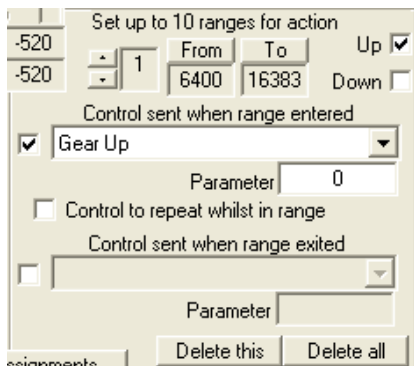 Set up to 10 ranges for action
-520 From To Up
1
-520 6400 16383 Down
Control sent when range entered
Gear Up
Parameter 0
Control to repeat whilst in range
Control sent when range exited
Parameter
Delete this Delete all